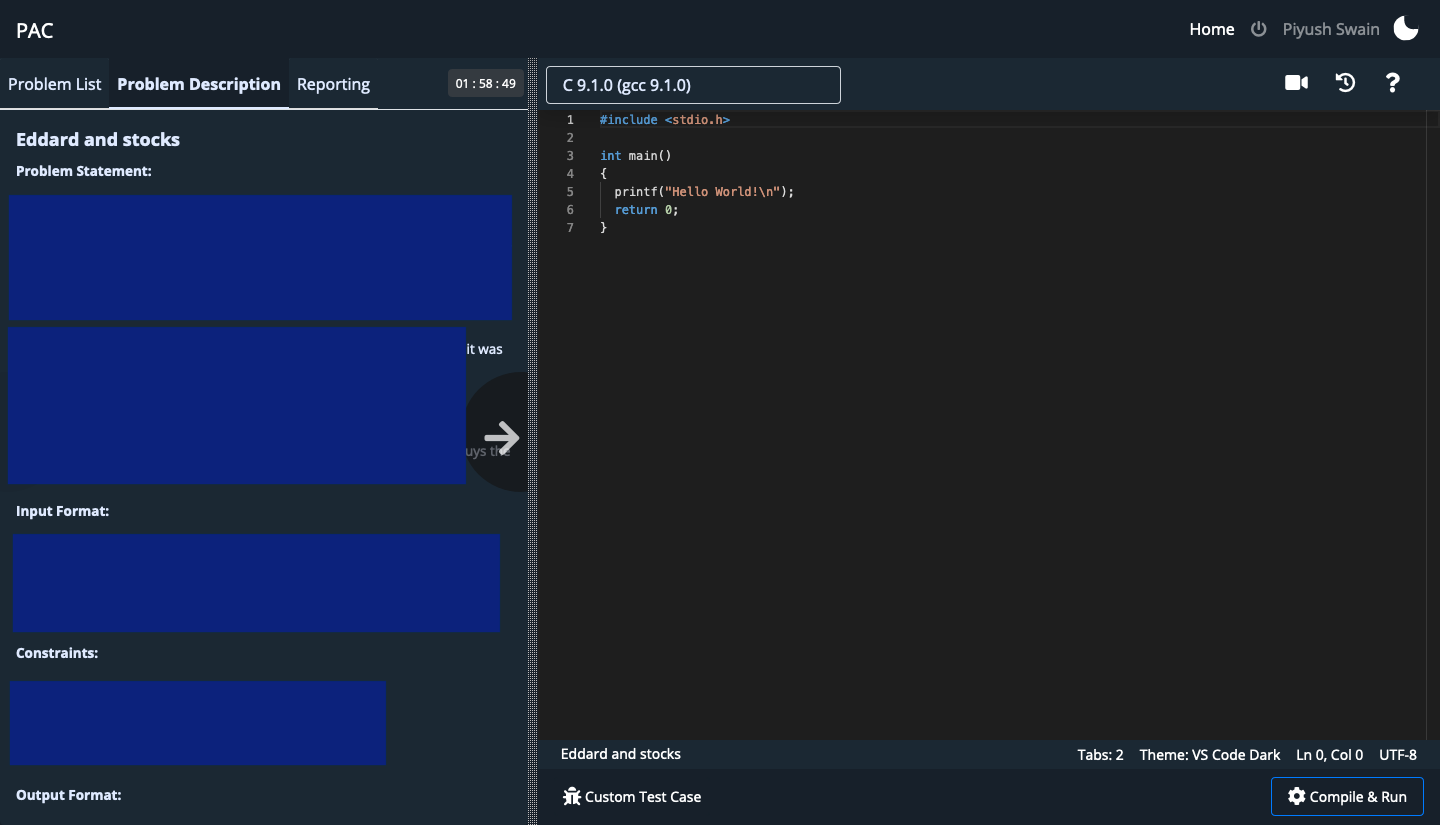 PAC
Home Piyush Swain
Problem List Problem Description Reporting 01 : 58 : 49
Eddard and stocks
Problem Statement:
it was
the
Input Format:
Constraints:
Output Format:
C 9.1.0 (gcc 9.1.0)
?
1 #include <stdio.h>
2
3 int main()
4 {
5 printf("Hello World!\n");
6 return 0;
7 }
Eddard and stocks Tabs: 2 Theme: VS Code Dark Ln 0, Col 0 UTF-8
Custom Test Case Compile & Run